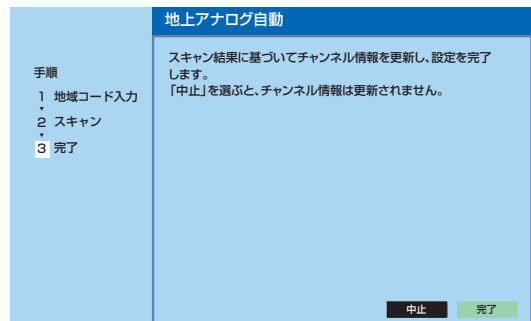 地上アナログ自動
手順
1 地域コード入力
2 スキャン
3 完了
スキャン結果に基づいてチャンネル情報を更新し、設定を完了
します。
「中止」を選ぶと、チャンネル情報は更新されません。
中止 完了